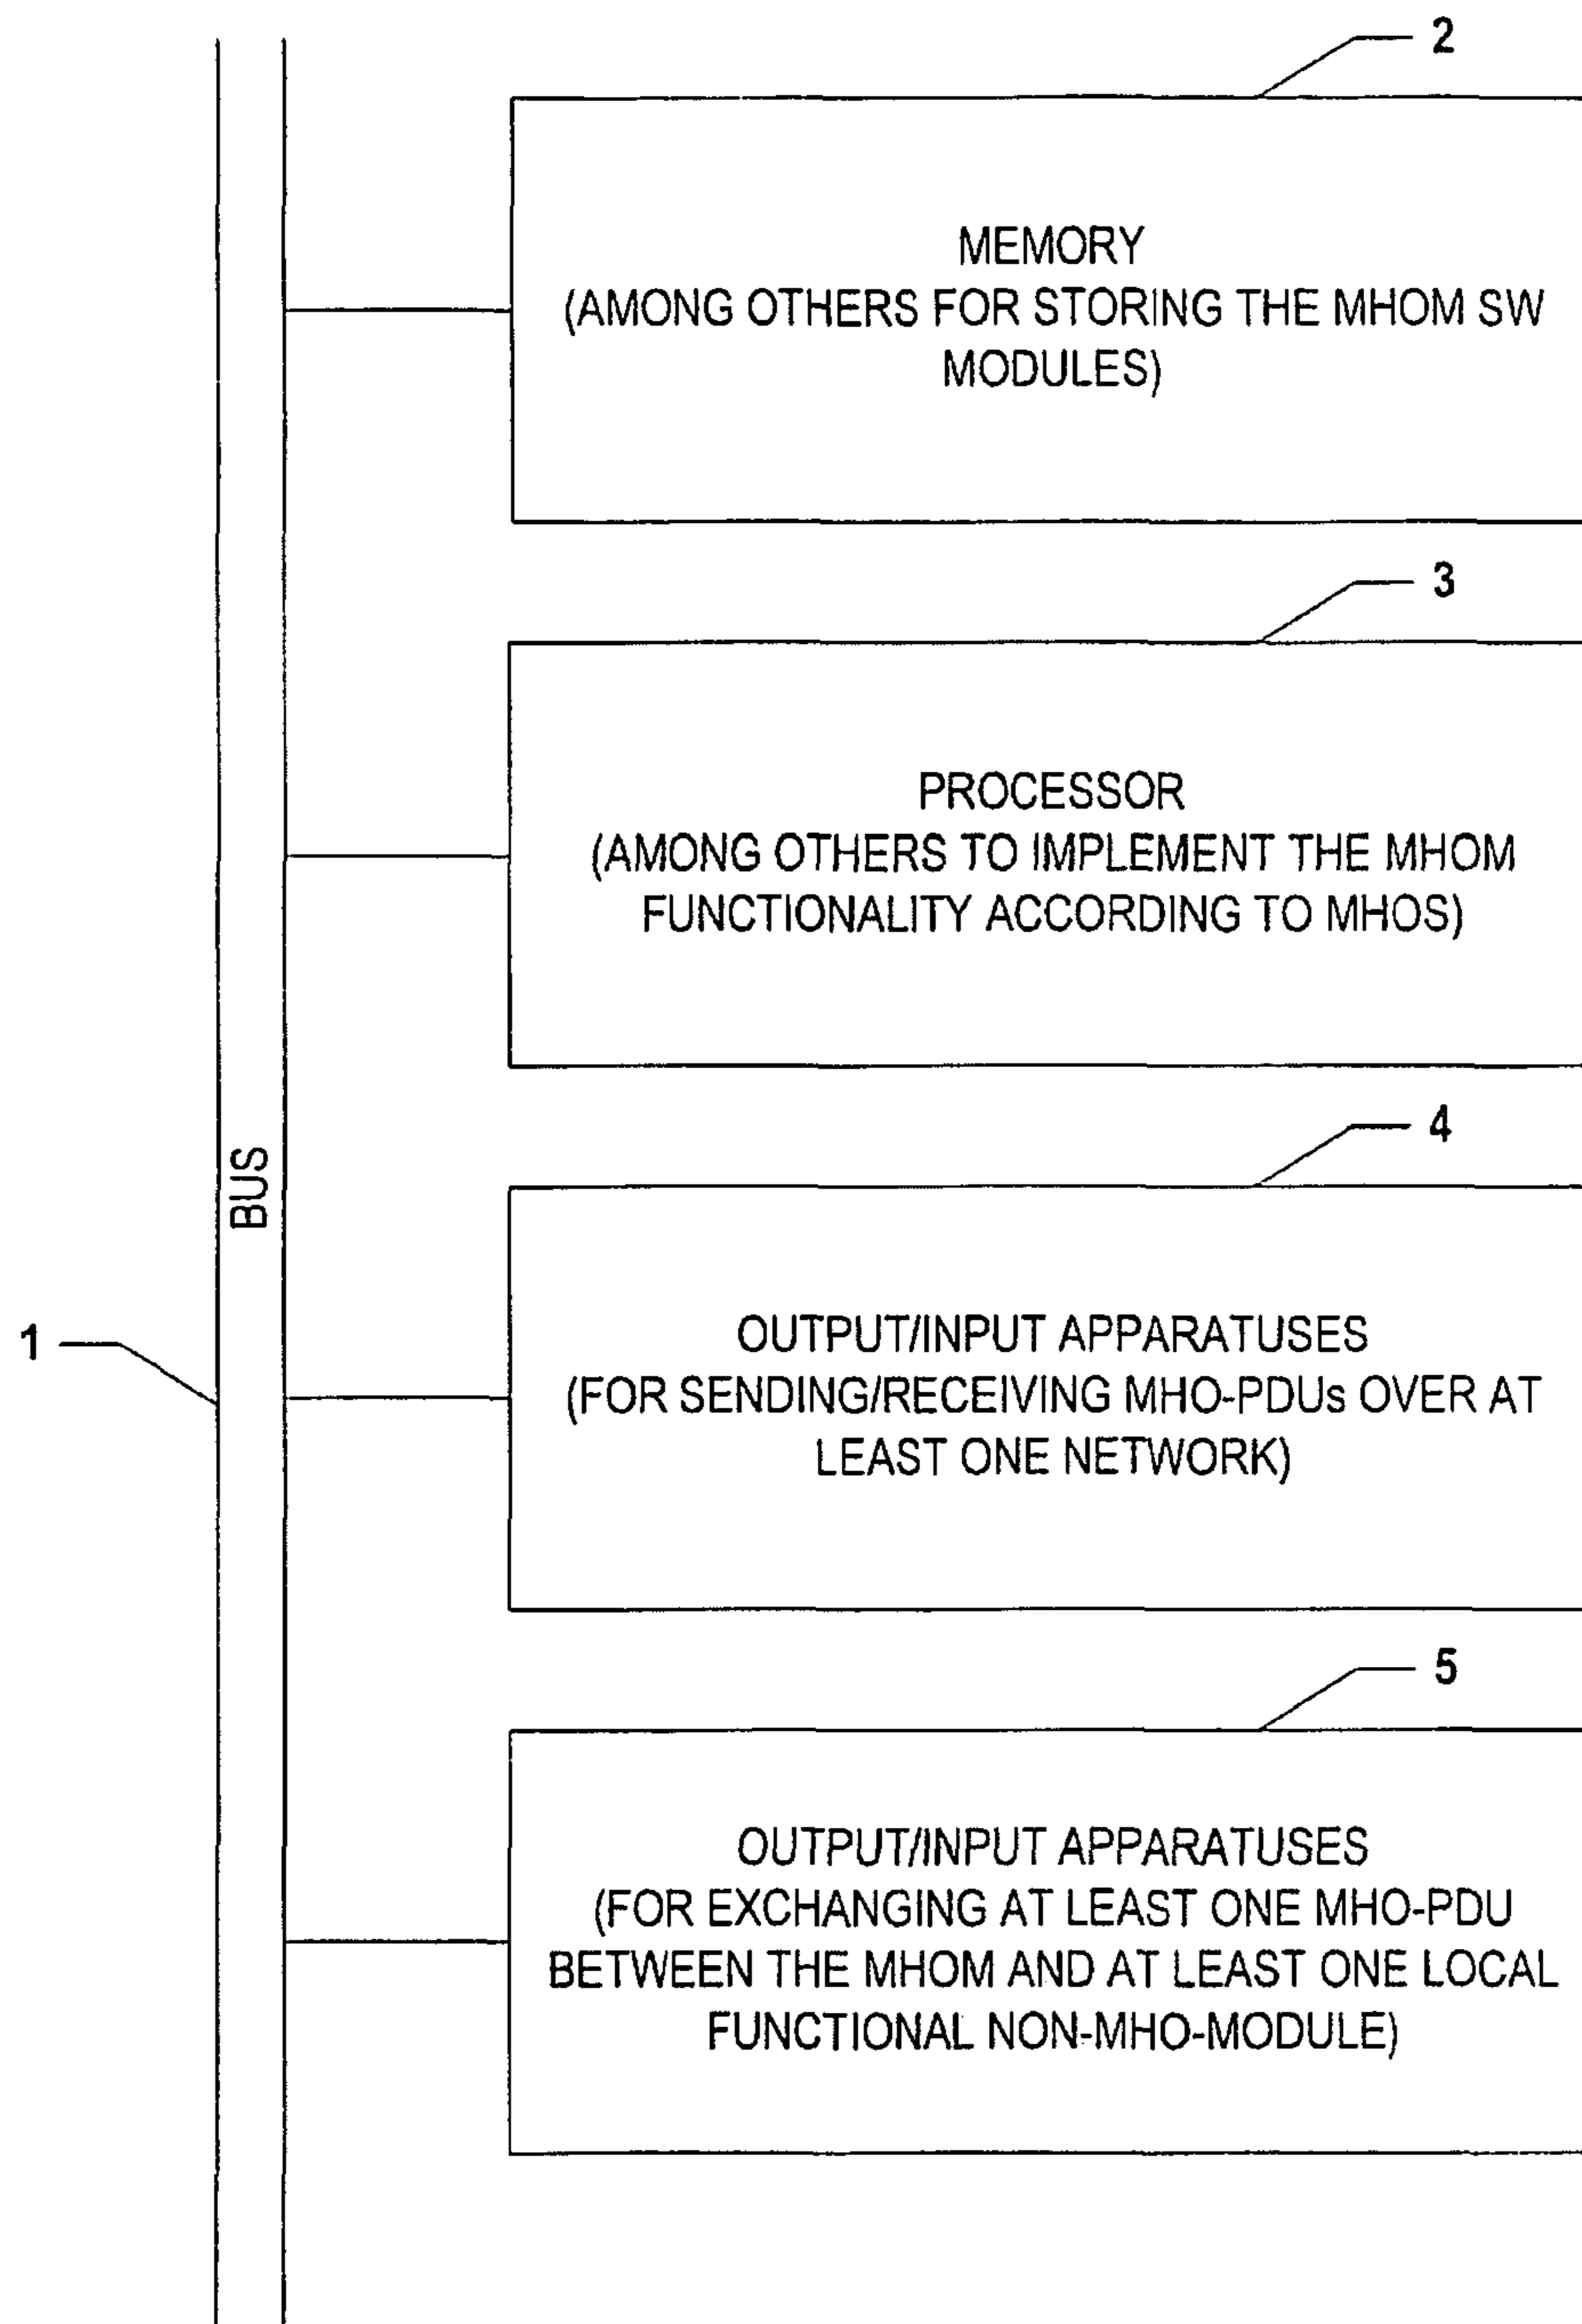 2
MEMORY
(AMONG OTHERS FOR STORING THE MHOM SW
MODULES)
3
PROCESSOR
(AMONG OTHERS TO IMPLEMENT THE MHOM
FUNCTIONALITY ACCORDING TO MHOS)
4
BUS
OUTPUT/INPUT APPARATUSES
(FOR SENDING/RECEIVING MHO-PDUs OVER AT
LEAST ONE NETWORK)
1
5
OUTPUT/INPUT APPARATUSES
(FOR EXCHANGING AT LEAST ONE MHO-PDU
BETWEEN THE MHOM AND AT LEAST ONE LOCAL
FUNCTIONAL NON-MHO-MODULE)